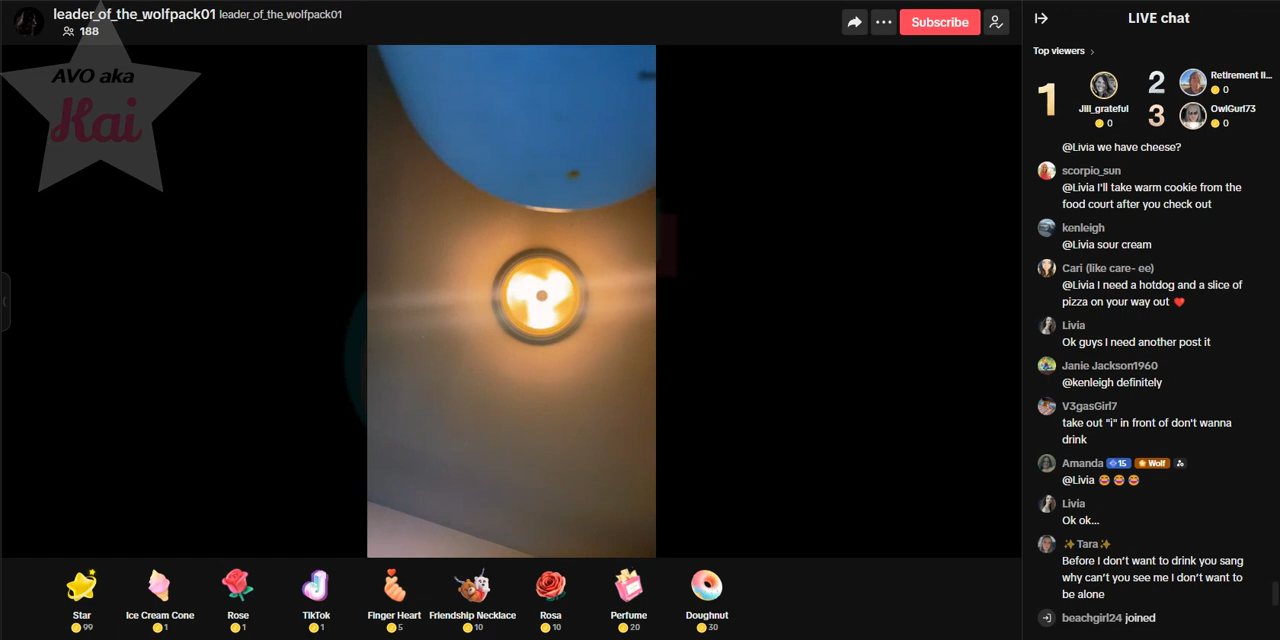 leader_of_the_wolfpack01 leader_of_the_wolfpack01
188
Subscribe
AVO aka
Kai
LIVE chat
Top viewers
1
Jill_grateful
0
2
Retirement li...
0
3
OwlGurl73
0
@Livia we have cheese?
scorpio_sun
@Livia I'll take warm cookie from the
food court after you check out
kenleigh
@Livia sour cream
Cari (like care- ee)
@Livia I need a hotdog and a slice of
pizza on your way out ❤️
Livia
Ok guys I need another post it
Janie Jackson1960
@kenleigh definitely
V3gasGirl7
take out "i" in front of don't wanna
drink
Amanda 15 Wolf
@Livia 🤩 🤩 🤩
Livia
Ok ok...
✨Tara✨
Before I don't want to drink you sang
why can't you see me I don't want to
be alone
beachgirl24 joined
Star
99
Ice Cream Cone
1
Rose
1
TikTok
1
Finger Heart
5
Friendship Necklace
10
Rosa
10
Perfume
20
Doughnut
30